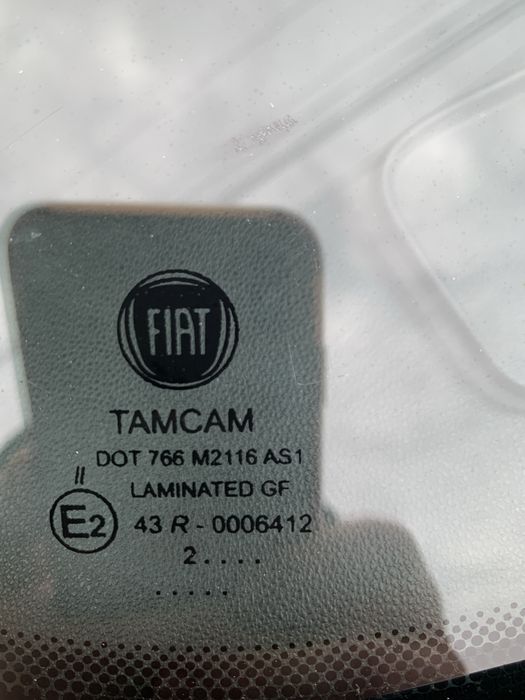 FIAT
TAMCAM
DOT 766 M2116 AS1
II
LAMINATED GF
E2 43 R - 0006412
2 . . . .
. . . . .